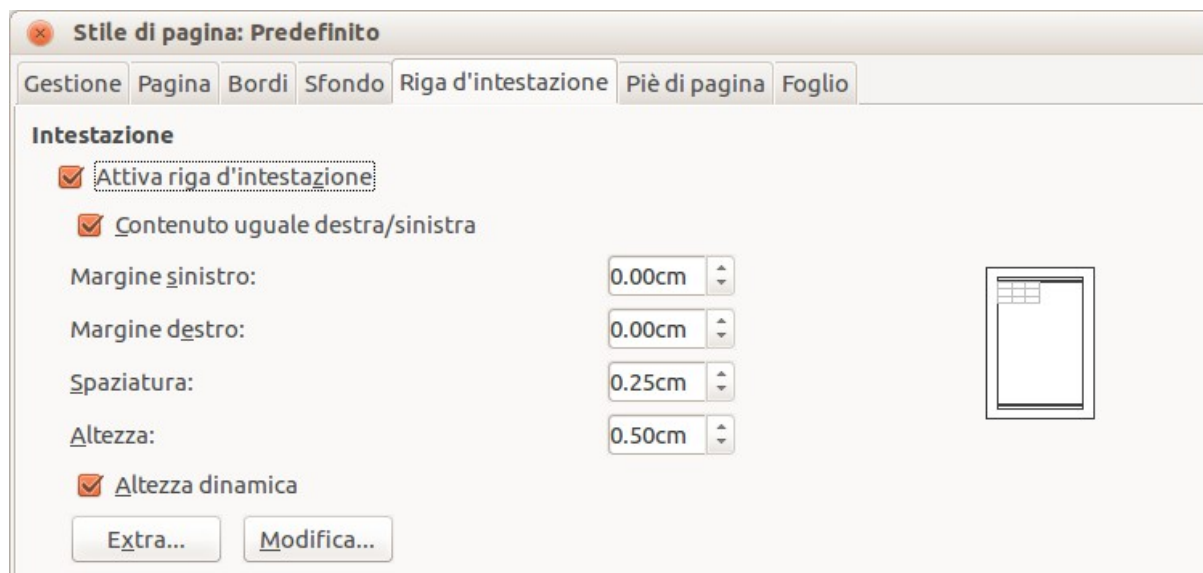 Stile di pagina: Predefinito
Gestione Pagina Bordi Sfondo Riga d'intestazione Piè di pagina Foglio
Intestazione
Attiva riga d'intestazione
Contenuto uguale destra/sinistra
Margine sinistro: 0.00cm
Margine destro: 0.00cm
Spaziatura: 0.25cm
Altezza: 0.50cm
Altezza dinamica
Extra... Modifica...